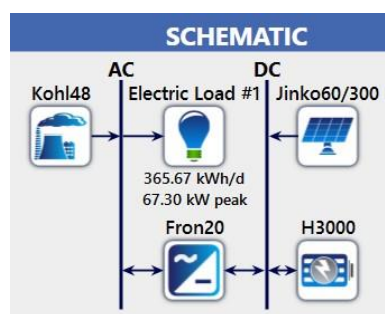 SCHEMATIC
AC DC
Kohl48 Electric Load #1 Jinko60/300
365.67 kWh/d
67.30 kW peak
Fron20 H3000